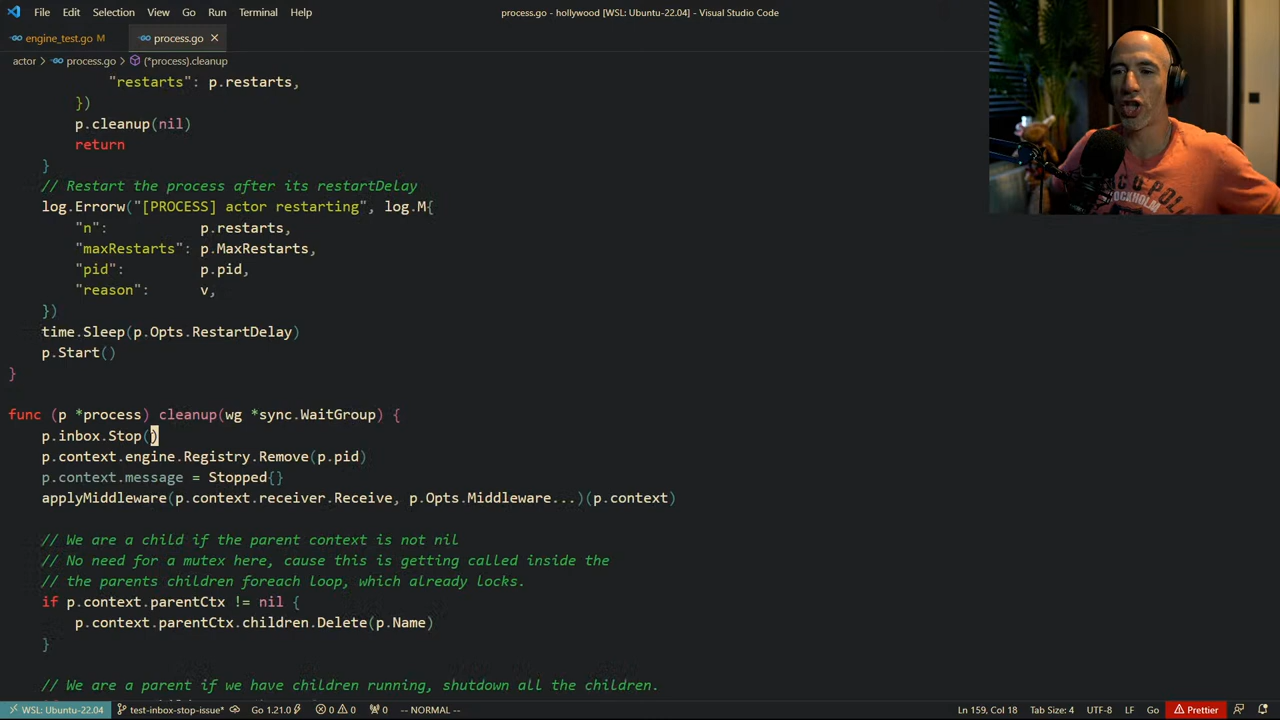 File Edit Selection View Go Run Terminal Help
process.go - hollywood [WSL: Ubuntu-22.04] - Visual Studio Code
engine_test.go M process.go
actor > process.go > (*process).cleanup
"restarts": p.restarts,
})
p.cleanup(nil)
return
}
// Restart the process after its restartDelay
log.Errorw("[PROCESS] actor restarting", log.M{
"n": p.restarts,
"maxRestarts": p.MaxRestarts,
"pid": p.pid,
"reason": v,
})
time.Sleep(p.Opts.RestartDelay)
p.Start()
}
func (p *process) cleanup(wg *sync.WaitGroup) {
p.inbox.Stop()
p.context.engine.Registry.Remove(p.pid)
p.context.message = Stopped{}
applyMiddleware(p.context.receiver.Receive, p.Opts.Middleware...)(p.context)
// We are a child if the parent context is not nil
// No need for a mutex here, cause this is getting called inside the
// the parents children foreach loop, which already locks.
if p.context.parentCtx != nil {
p.context.parentCtx.children.Delete(p.Name)
}
// We are a parent if we have children running, shutdown all the children.
WSL: Ubuntu-22.04 test-inbox-stop-issue* Go 1.21.0 0 0 0 -- NORMAL -- Ln 159, Col 18 Tab Size: 4 UTF-8 LF Go Prettier
STOCKHOLM